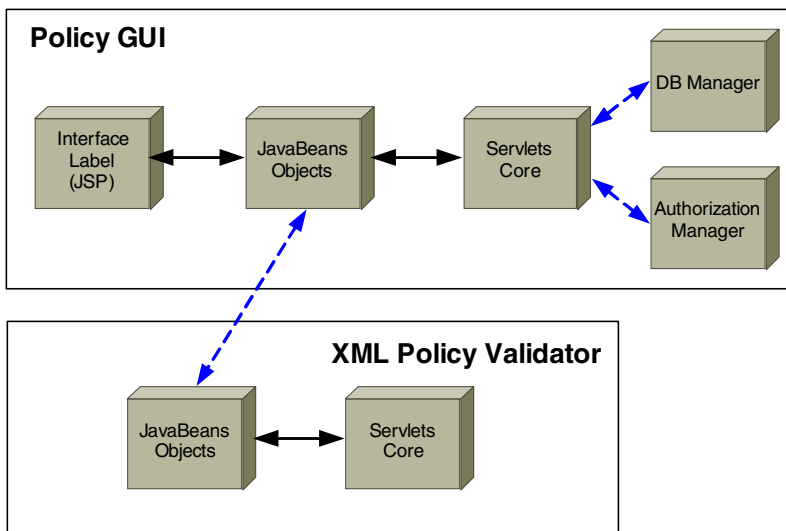 Policy GUI
DB Manager
Interface
Label
(JSP)
JavaBeans
Objects
Servlets
Core
Authorization
Manager
XML Policy Validator
JavaBeans
Objects
Servlets
Core